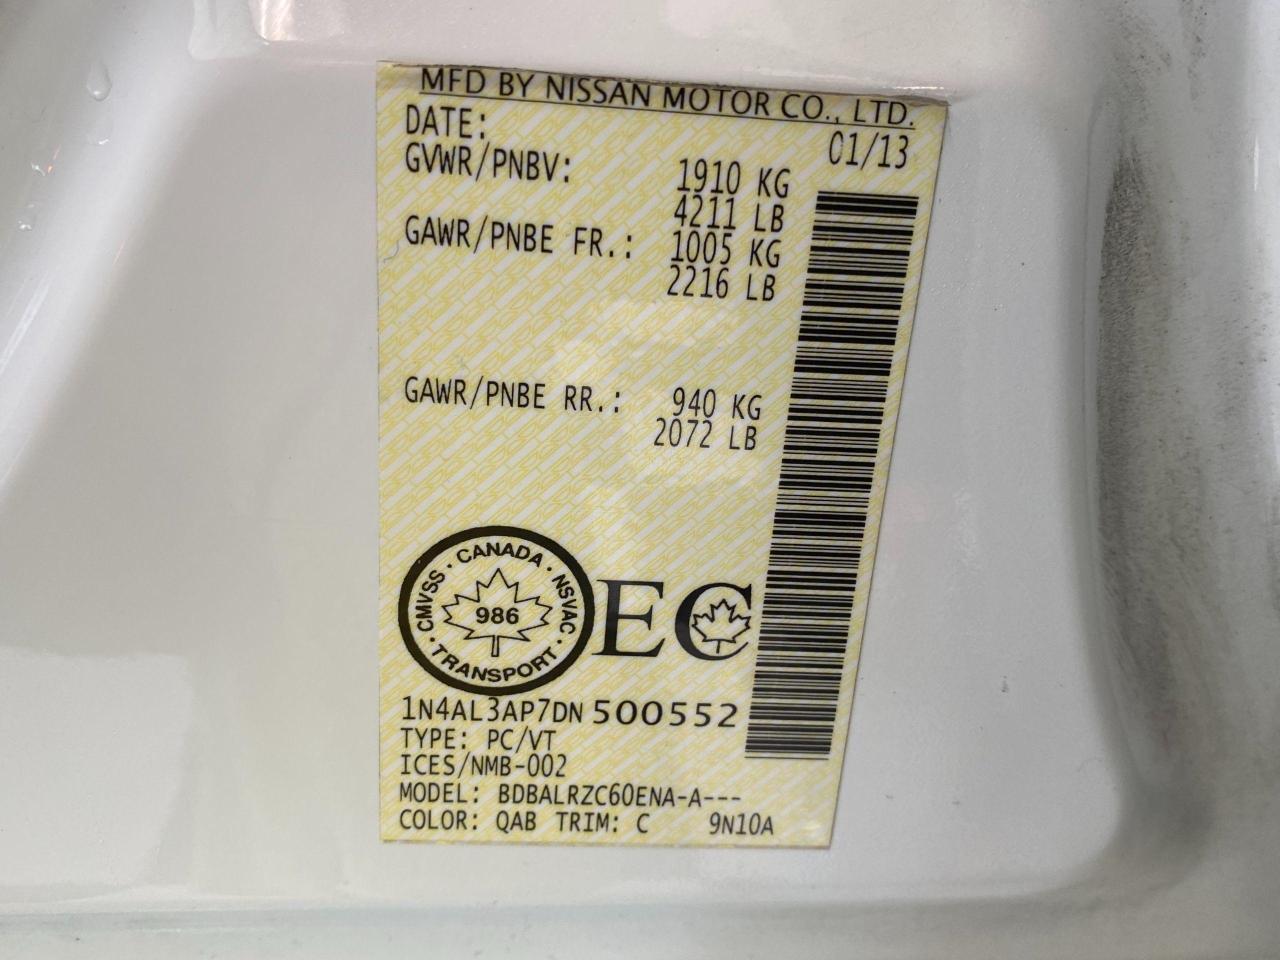 MFD BY NISSAN MOTOR CO., LTD.
DATE: 01/13
GVWR/PNBV: 1910 KG
4211 LB
GAWR/PNBE FR.: 1005 KG
2216 LB
GAWR/PNBE RR.: 940 KG
2072 LB
CMVSS · CANADA · NSVAC · TRANSPORT ·
986
EC
1N4AL3AP7DN500552
TYPE: PC/VT
ICES/NMB-002
MODEL: BDBALRZC60ENA-A---
COLOR: QAB TRIM: C 9N10A